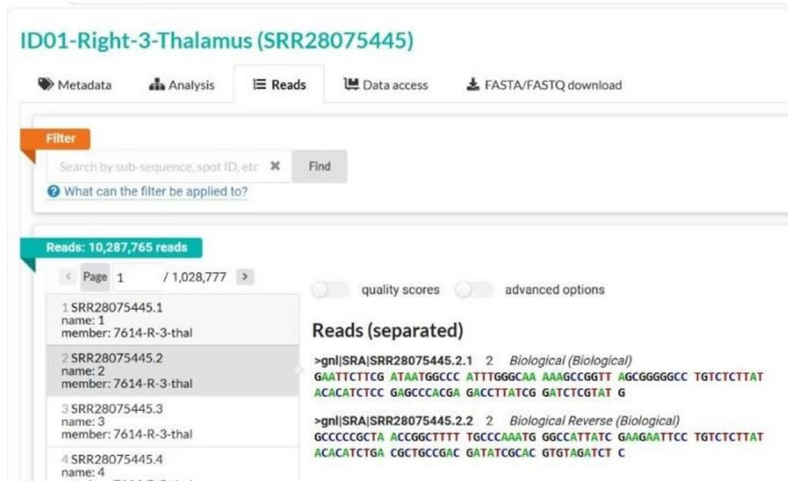 ID01-Right-3-Thalamus (SRR28075445)
Metadata Analysis Reads Data access FASTA/FASTQ download
Filter
Search by sub-sequence, spot ID, etc Find
What can the filter be applied to?
Reads: 10,287,765 reads
< Page 1 / 1,028,777 >
quality scores advanced options
1 SRR28075445.1
name: 1
member: 7614-R-3-thal
2 SRR28075445.2
name: 2
member: 7614-R-3-thal
3 SRR28075445.3
name: 3
member: 7614-R-3-thal
4 SRR28075445.4
name: 4
Reads (separated)
>gnl|SRA|SRR28075445.2.1 2 Biological (Biological)
GAATTCTTCG ATAATGGCCC ATTTGGGCAA AAAGCCGGTT AGCGGGGGCC TGTCTCTTAT
ACACATCTCC GAGCCCACGA GACCTTATCG GATCTCGTAT G
>gnl|SRA|SRR28075445.2.2 2 Biological Reverse (Biological)
GCCCCCGCTA ACCGGCTTTT TGCCCAAATG GGCCATTATC GAAGAATTCC TGTCTCTTAT
ACACATCTGA CGCTGCCGAC GATATCGCAC GTGTAGATCT C